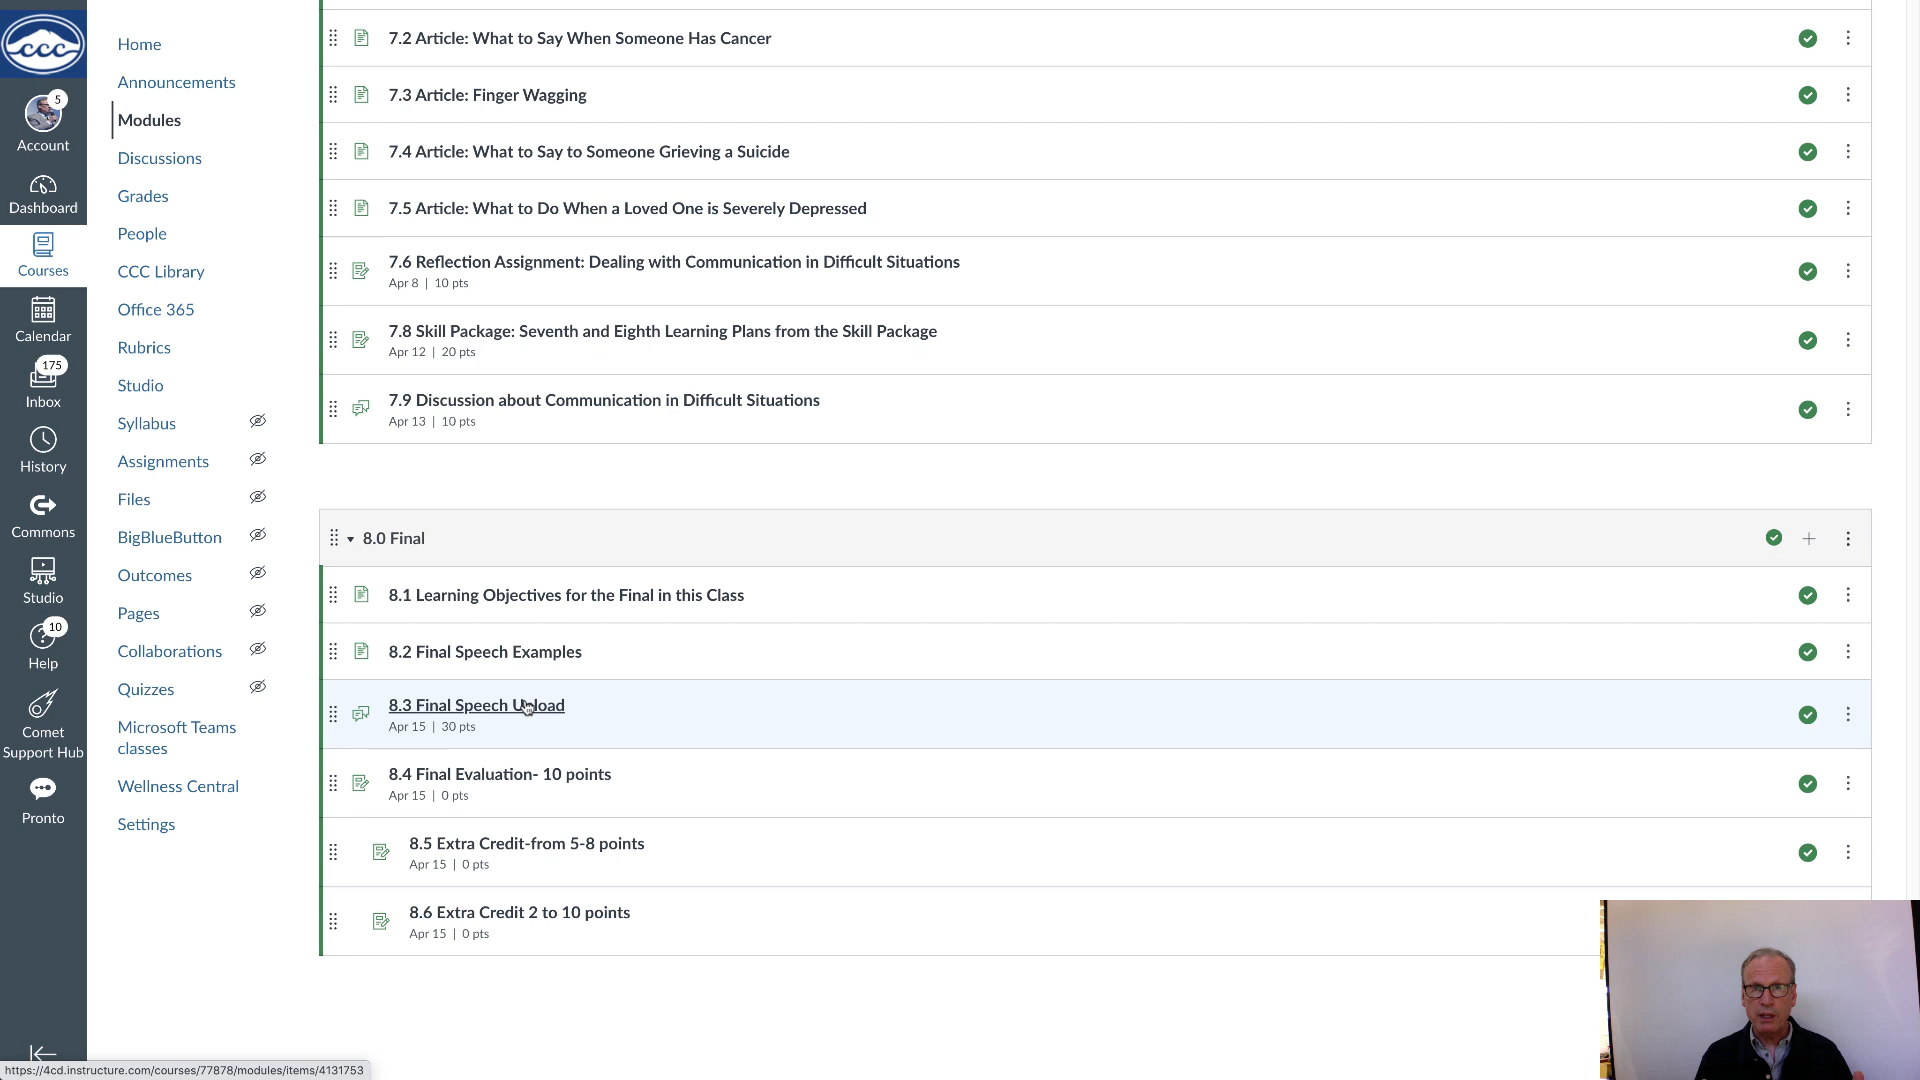 CCC
5
Account
Dashboard
Courses
Calendar
175
Inbox
History
Commons
Studio
10
Help
Comet
Support Hub
Pronto
Home
Announcements
Modules
Discussions
Grades
People
CCC Library
Office 365
Rubrics
Studio
Syllabus
Assignments
Files
BigBlueButton
Outcomes
Pages
Collaborations
Quizzes
Microsoft Teams
classes
Wellness Central
Settings
7.2 Article: What to Say When Someone Has Cancer
7.3 Article: Finger Wagging
7.4 Article: What to Say to Someone Grieving a Suicide
7.5 Article: What to Do When a Loved One is Severely Depressed
7.6 Reflection Assignment: Dealing with Communication in Difficult Situations
Apr 8 | 10 pts
7.8 Skill Package: Seventh and Eighth Learning Plans from the Skill Package
Apr 12 | 20 pts
7.9 Discussion about Communication in Difficult Situations
Apr 13 | 10 pts
8.0 Final
8.1 Learning Objectives for the Final in this Class
8.2 Final Speech Examples
8.3 Final Speech Upload
Apr 15 | 30 pts
8.4 Final Evaluation- 10 points
Apr 15 | 0 pts
8.5 Extra Credit-from 5-8 points
Apr 15 | 0 pts
8.6 Extra Credit 2 to 10 points
Apr 15 | 0 pts
https://4cd.instructure.com/courses/77878/modules/items/4131753